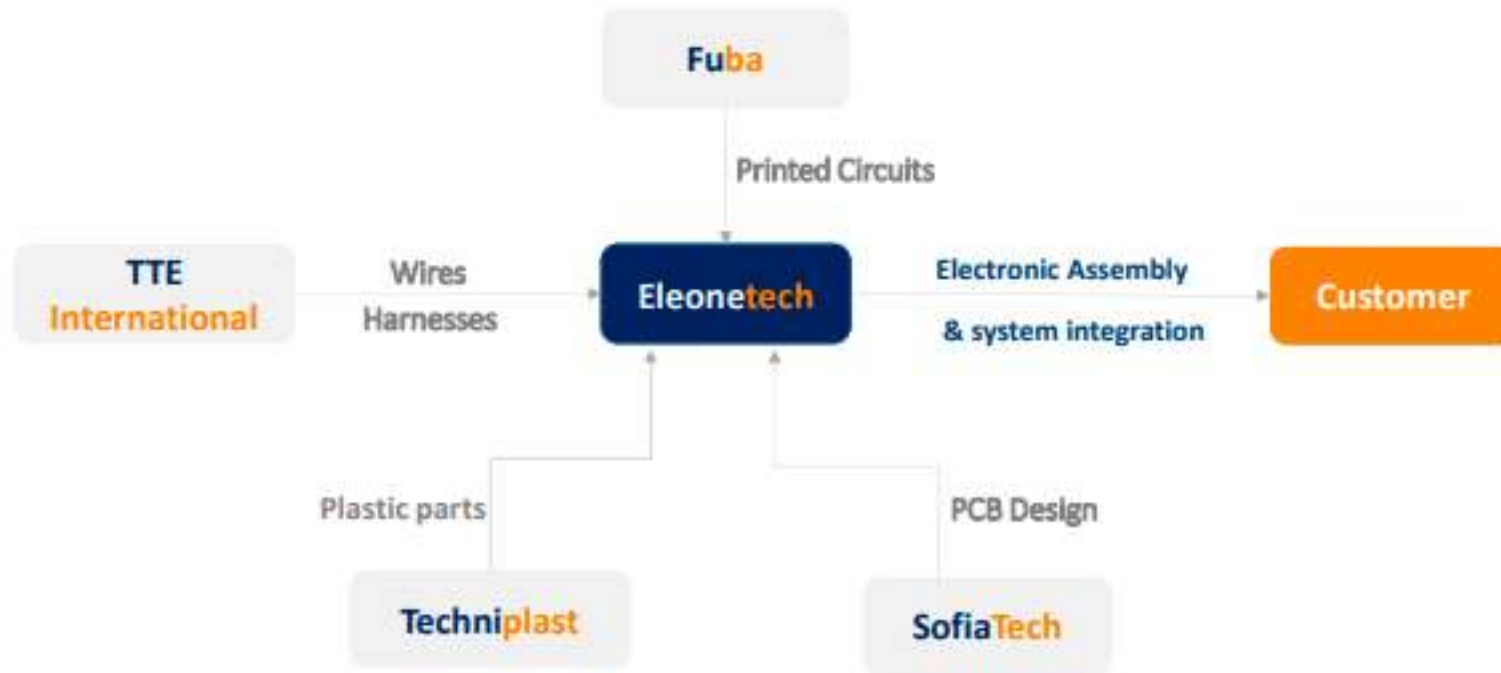 Fuba
Printed Circuits
TTE
International
Wires
Harnesses
Eleonetech
Electronic Assembly
& system integration
Customer
Plastic parts
PCB Design
Techniplast
SofiaTech